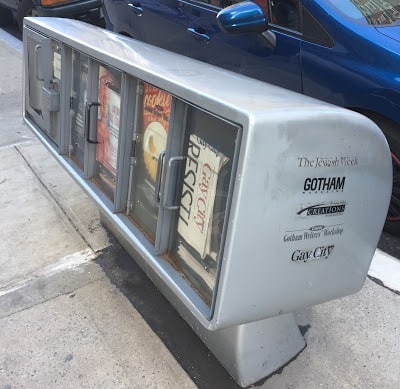 RESIST!
Gay City
The Jewish Week
GOTHAM
CREATIONS
Gotham Writers' Workshop
Gay City